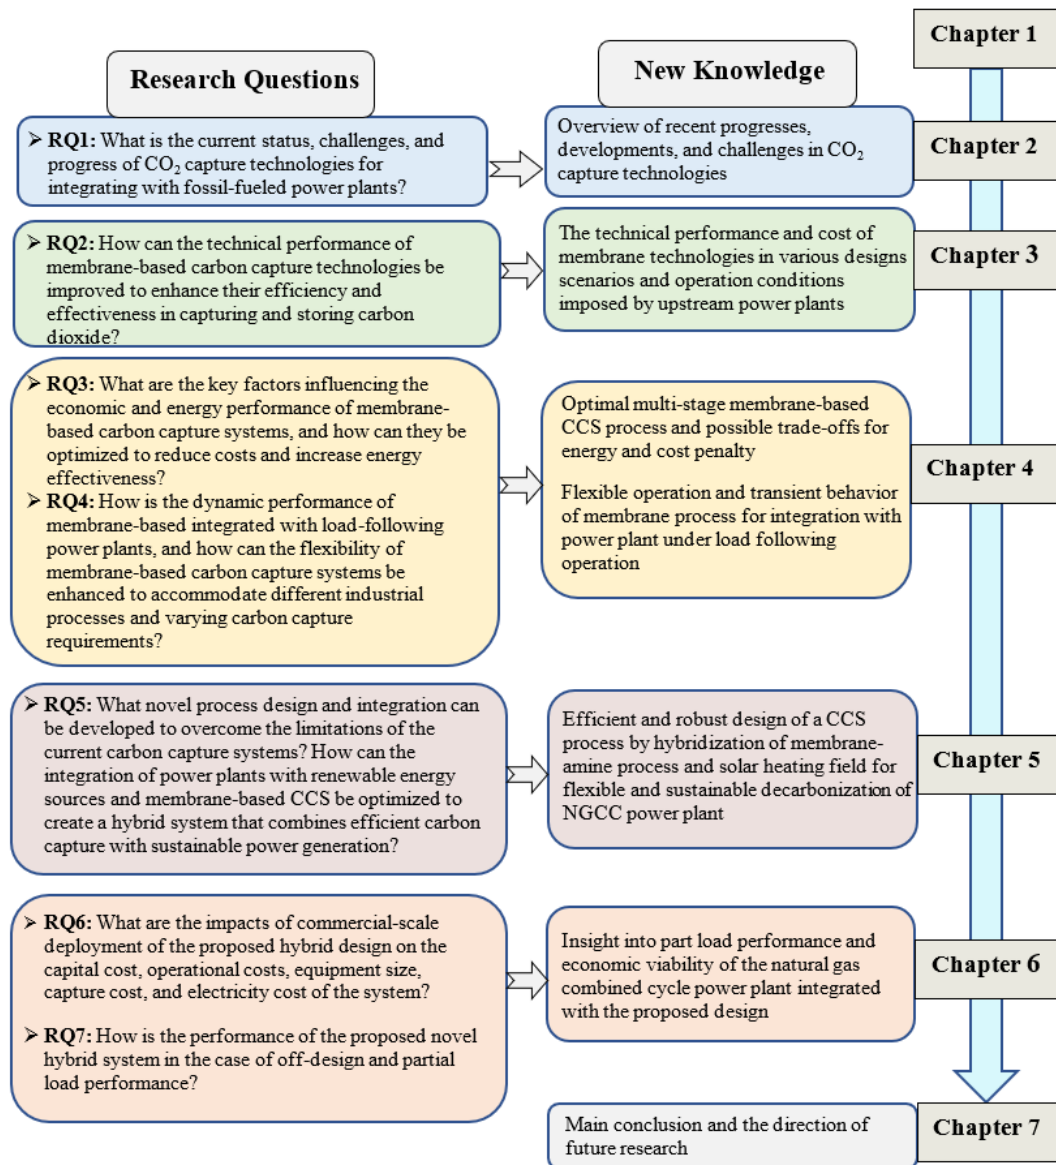 Chapter 1
Research Questions
New Knowledge
➤ RQ1: What is the current status, challenges, and
progress of CO₂ capture technologies for
integrating with fossil-fueled power plants?
Overview of recent progresses,
developments, and challenges in CO₂
capture technologies
Chapter 2
➤ RQ2: How can the technical performance of
membrane-based carbon capture technologies be
improved to enhance their efficiency and
effectiveness in capturing and storing carbon
dioxide?
The technical performance and cost of
membrane technologies in various designs
scenarios and operation conditions
imposed by upstream power plants
Chapter 3
➤ RQ3: What are the key factors influencing the
economic and energy performance of membrane-
based carbon capture systems, and how can they be
optimized to reduce costs and increase energy
effectiveness?
➤ RQ4: How is the dynamic performance of
membrane-based integrated with load-following
power plants, and how can the flexibility of
membrane-based carbon capture systems be
enhanced to accommodate different industrial
processes and varying carbon capture
requirements?
Optimal multi-stage membrane-based
CCS process and possible trade-offs for
energy and cost penalty
Flexible operation and transient behavior
of membrane process for integration with
power plant under load following
operation
Chapter 4
➤ RQ5: What novel process design and integration can
be developed to overcome the limitations of the
current carbon capture systems? How can the
integration of power plants with renewable energy
sources and membrane-based CCS be optimized to
create a hybrid system that combines efficient carbon
capture with sustainable power generation?
Efficient and robust design of a CCS
process by hybridization of membrane-
amine process and solar heating field for
flexible and sustainable decarbonization of
NGCC power plant
Chapter 5
➤ RQ6: What are the impacts of commercial-scale
deployment of the proposed hybrid design on the
capital cost, operational costs, equipment size,
capture cost, and electricity cost of the system?
➤ RQ7: How is the performance of the proposed novel
hybrid system in the case of off-design and partial
load performance?
Insight into part load performance and
economic viability of the natural gas
combined cycle power plant integrated
with the proposed design
Chapter 6
Main conclusion and the direction of
future research
Chapter 7